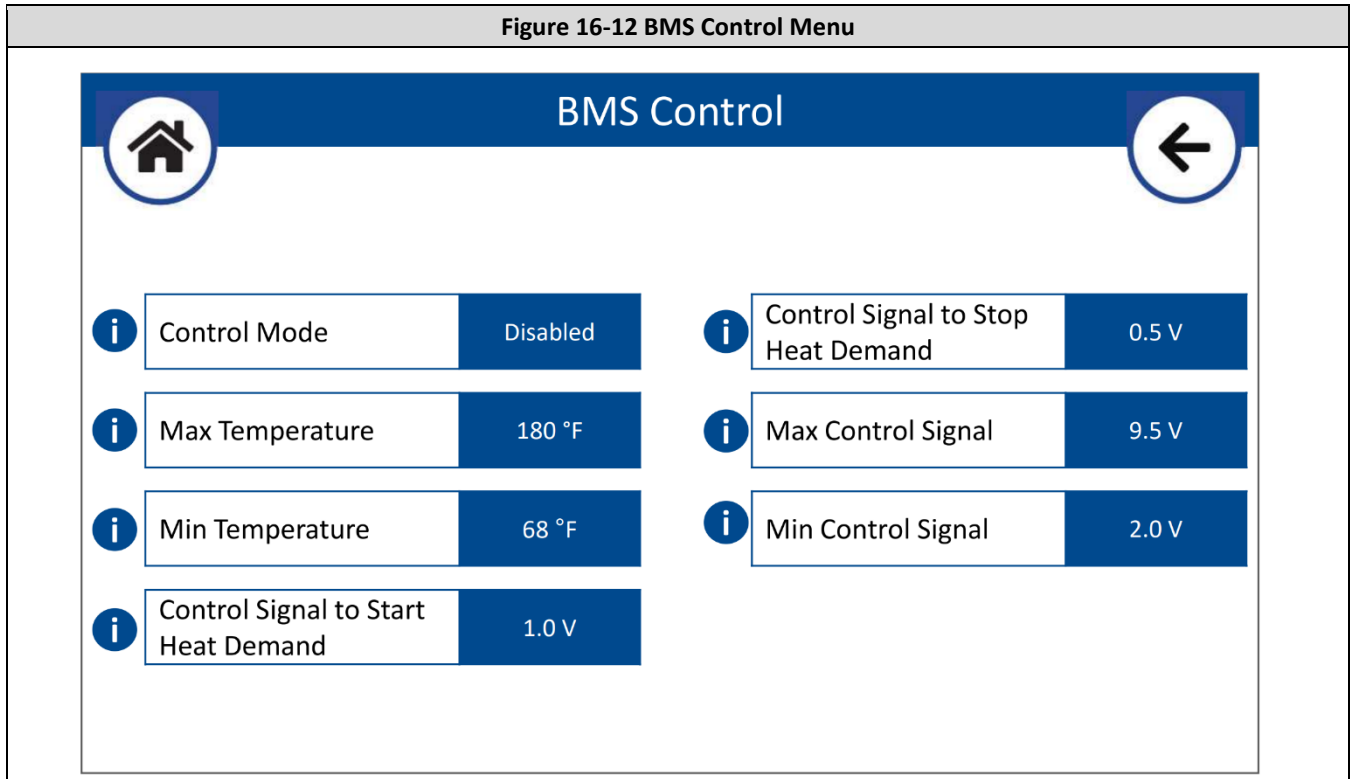 Figure 16-12 BMS Control Menu
BMS Control
i Control Mode Disabled
i Max Temperature 180 °F
i Min Temperature 68 °F
i Control Signal to Start
Heat Demand 1.0 V
i Control Signal to Stop
Heat Demand 0.5 V
i Max Control Signal 9.5 V
i Min Control Signal 2.0 V